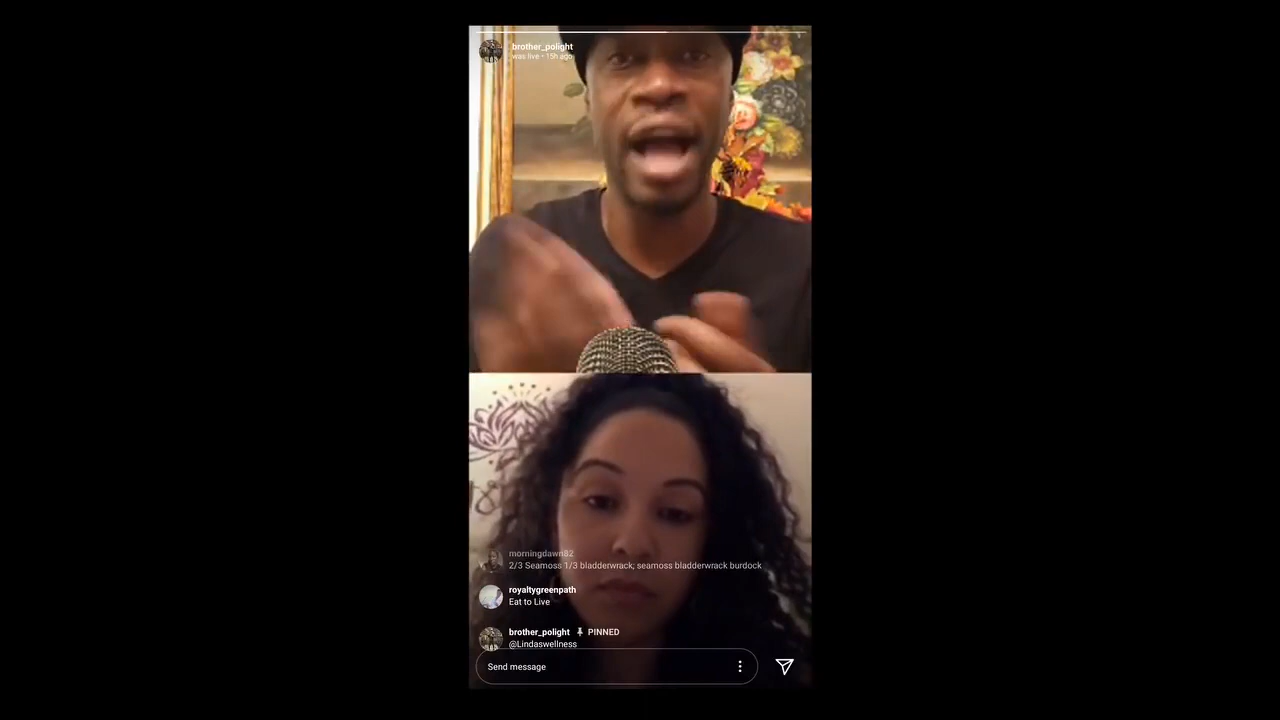 brother_polight
was live • 15h ago
morningdawn82
2/3 Seamoss 1/3 bladderwrack; seamoss bladderwrack burdock
royaltygreenpath
Eat to Live
brother_polight PINNED
@Lindaswellness
Send message